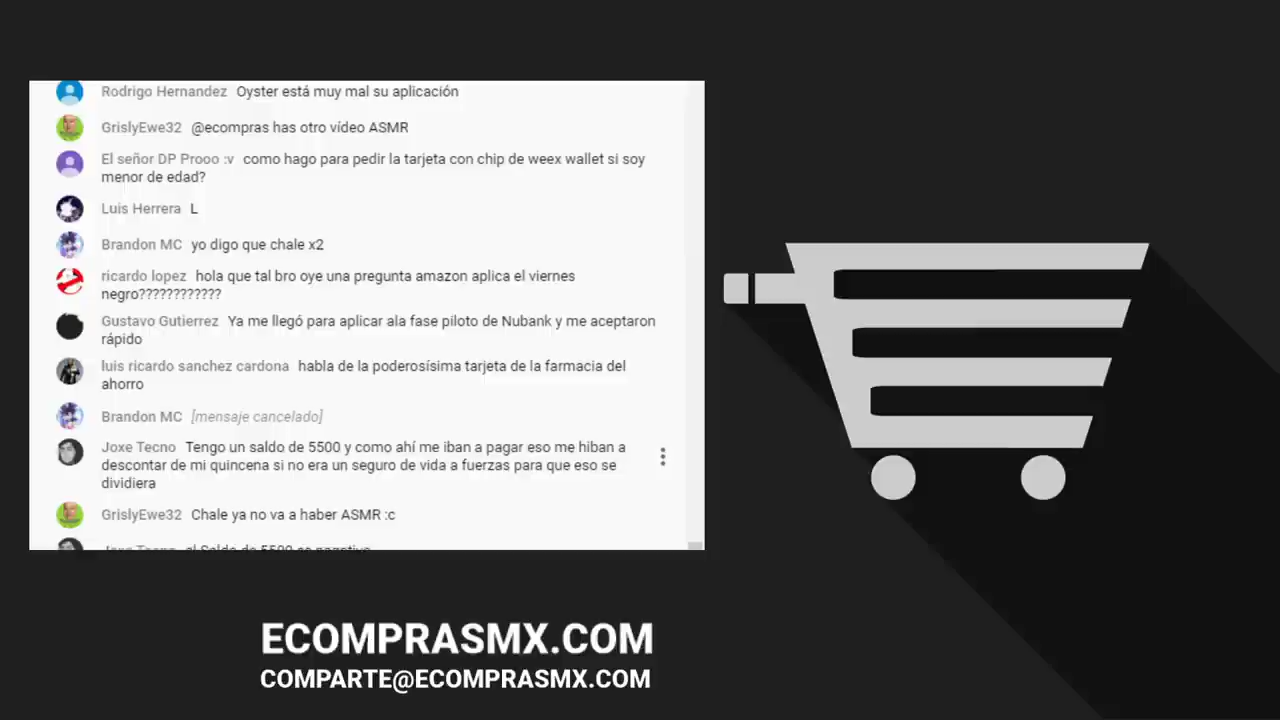 Rodrigo Hernandez Oyster está muy mal su aplicación
GrislyEwe32 @ecompras has otro vídeo ASMR
El señor DP Prooo :v como hago para pedir la tarjeta con chip de weex wallet si soy
menor de edad?
Luis Herrera L
Brandon MC yo digo que chale x2
ricardo lopez hola que tal bro oye una pregunta amazon aplica el viernes
negro????????????
Gustavo Gutierrez Ya me llegó para aplicar ala fase piloto de Nubank y me aceptaron
rápido
luis ricardo sanchez cardona habla de la poderosísima tarjeta de la farmacia del
ahorro
Brandon MC [mensaje cancelado]
Joxe Tecno Tengo un saldo de 5500 y como ahí me iban a pagar eso me hiban a
descontar de mi quincena si no era un seguro de vida a fuerzas para que eso se
dividiera
GrislyEwe32 Chale ya no va a haber ASMR :c
ECOMPRASMX.COM
COMPARTE@ECOMPRASMX.COM